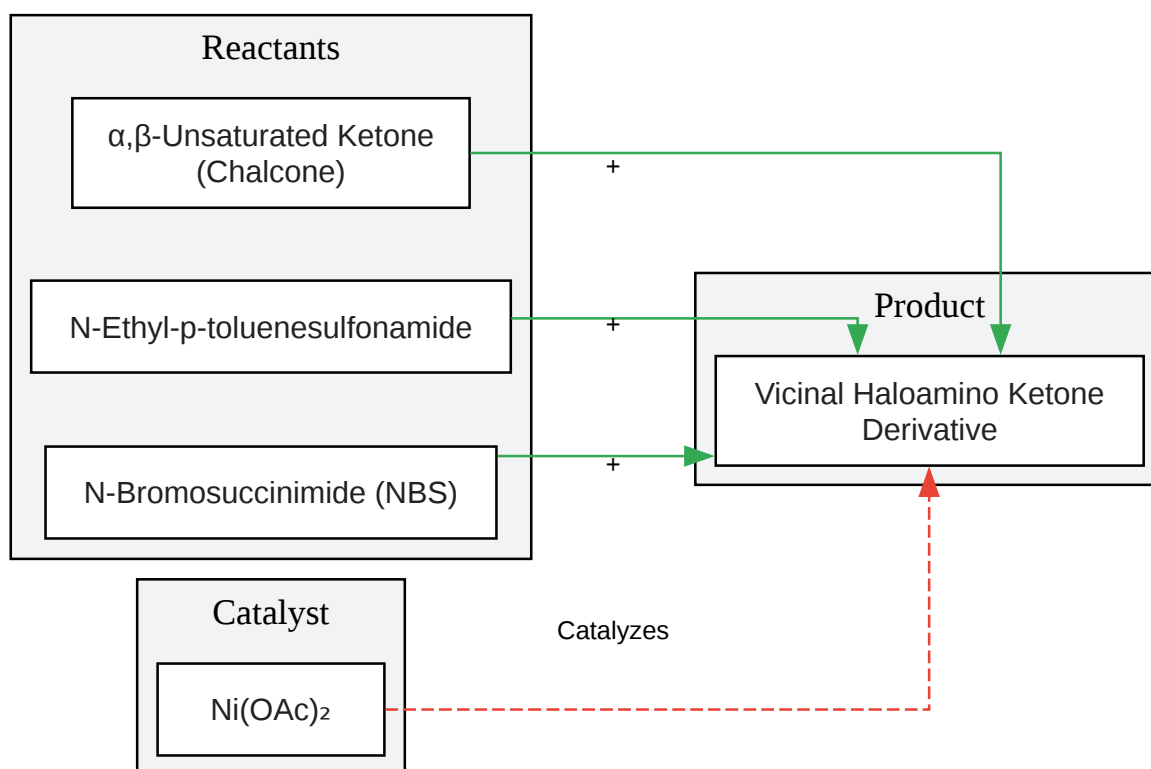 Reactants
α,β-Unsaturated Ketone
(Chalcone)
+
N-Ethyl-p-toluenesulfonamide
+
N-Bromosuccinimide (NBS)
+
Product
Vicinal Haloamino Ketone
Derivative
Catalyst
Ni(OAc)₂
Catalyzes